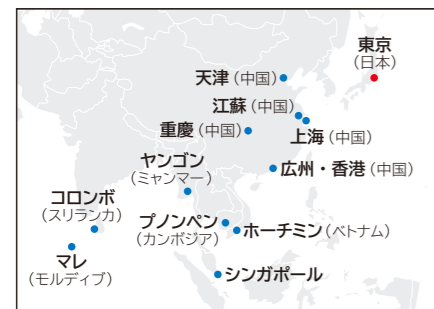 東京
(日本)
天津(中国)
江蘇(中国)
重慶(中国)
上海(中国)
ヤンゴン
(ミャンマー)
広州・香港(中国)
コロンボ
(スリランカ)
プノンペン
(カンボジア)
ホーチミン(ベトナム)
マレ
(モルディブ)
シンガポール